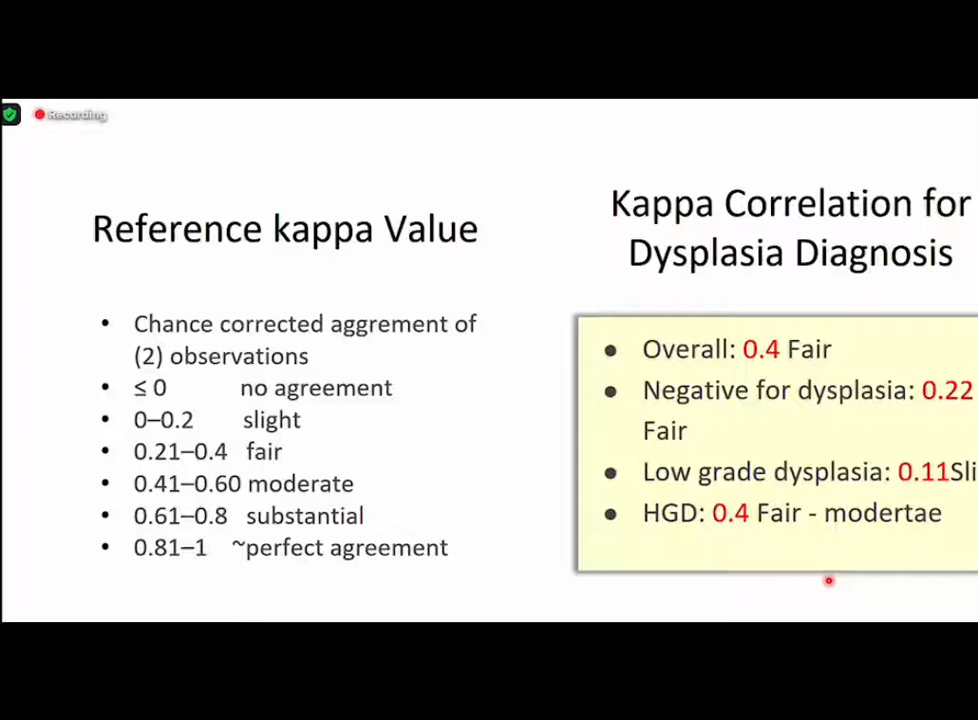 Recording
Reference kappa Value
• Chance corrected aggrement of
(2) observations
• ≤ 0 no agreement
• 0–0.2 slight
• 0.21–0.4 fair
• 0.41–0.60 moderate
• 0.61–0.8 substantial
• 0.81–1 ~perfect agreement
Kappa Correlation for
Dysplasia Diagnosis
● Overall: 0.4 Fair
● Negative for dysplasia: 0.22
Fair
● Low grade dysplasia: 0.11Sli
● HGD: 0.4 Fair - modertae